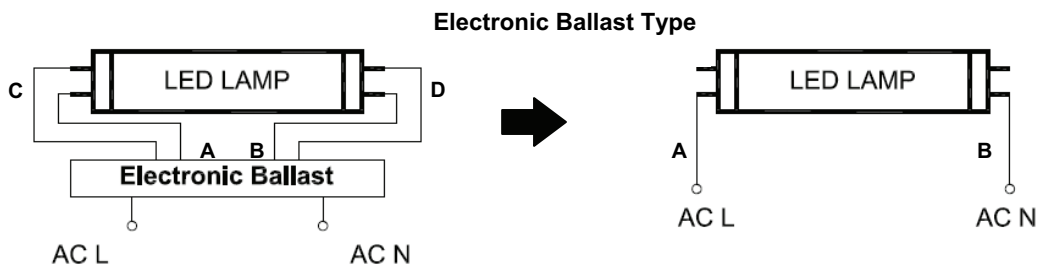 Electronic Ballast Type
C
LED LAMP
D
A
B
Electronic Ballast
AC L
AC N
LED LAMP
A
B
AC L
AC N